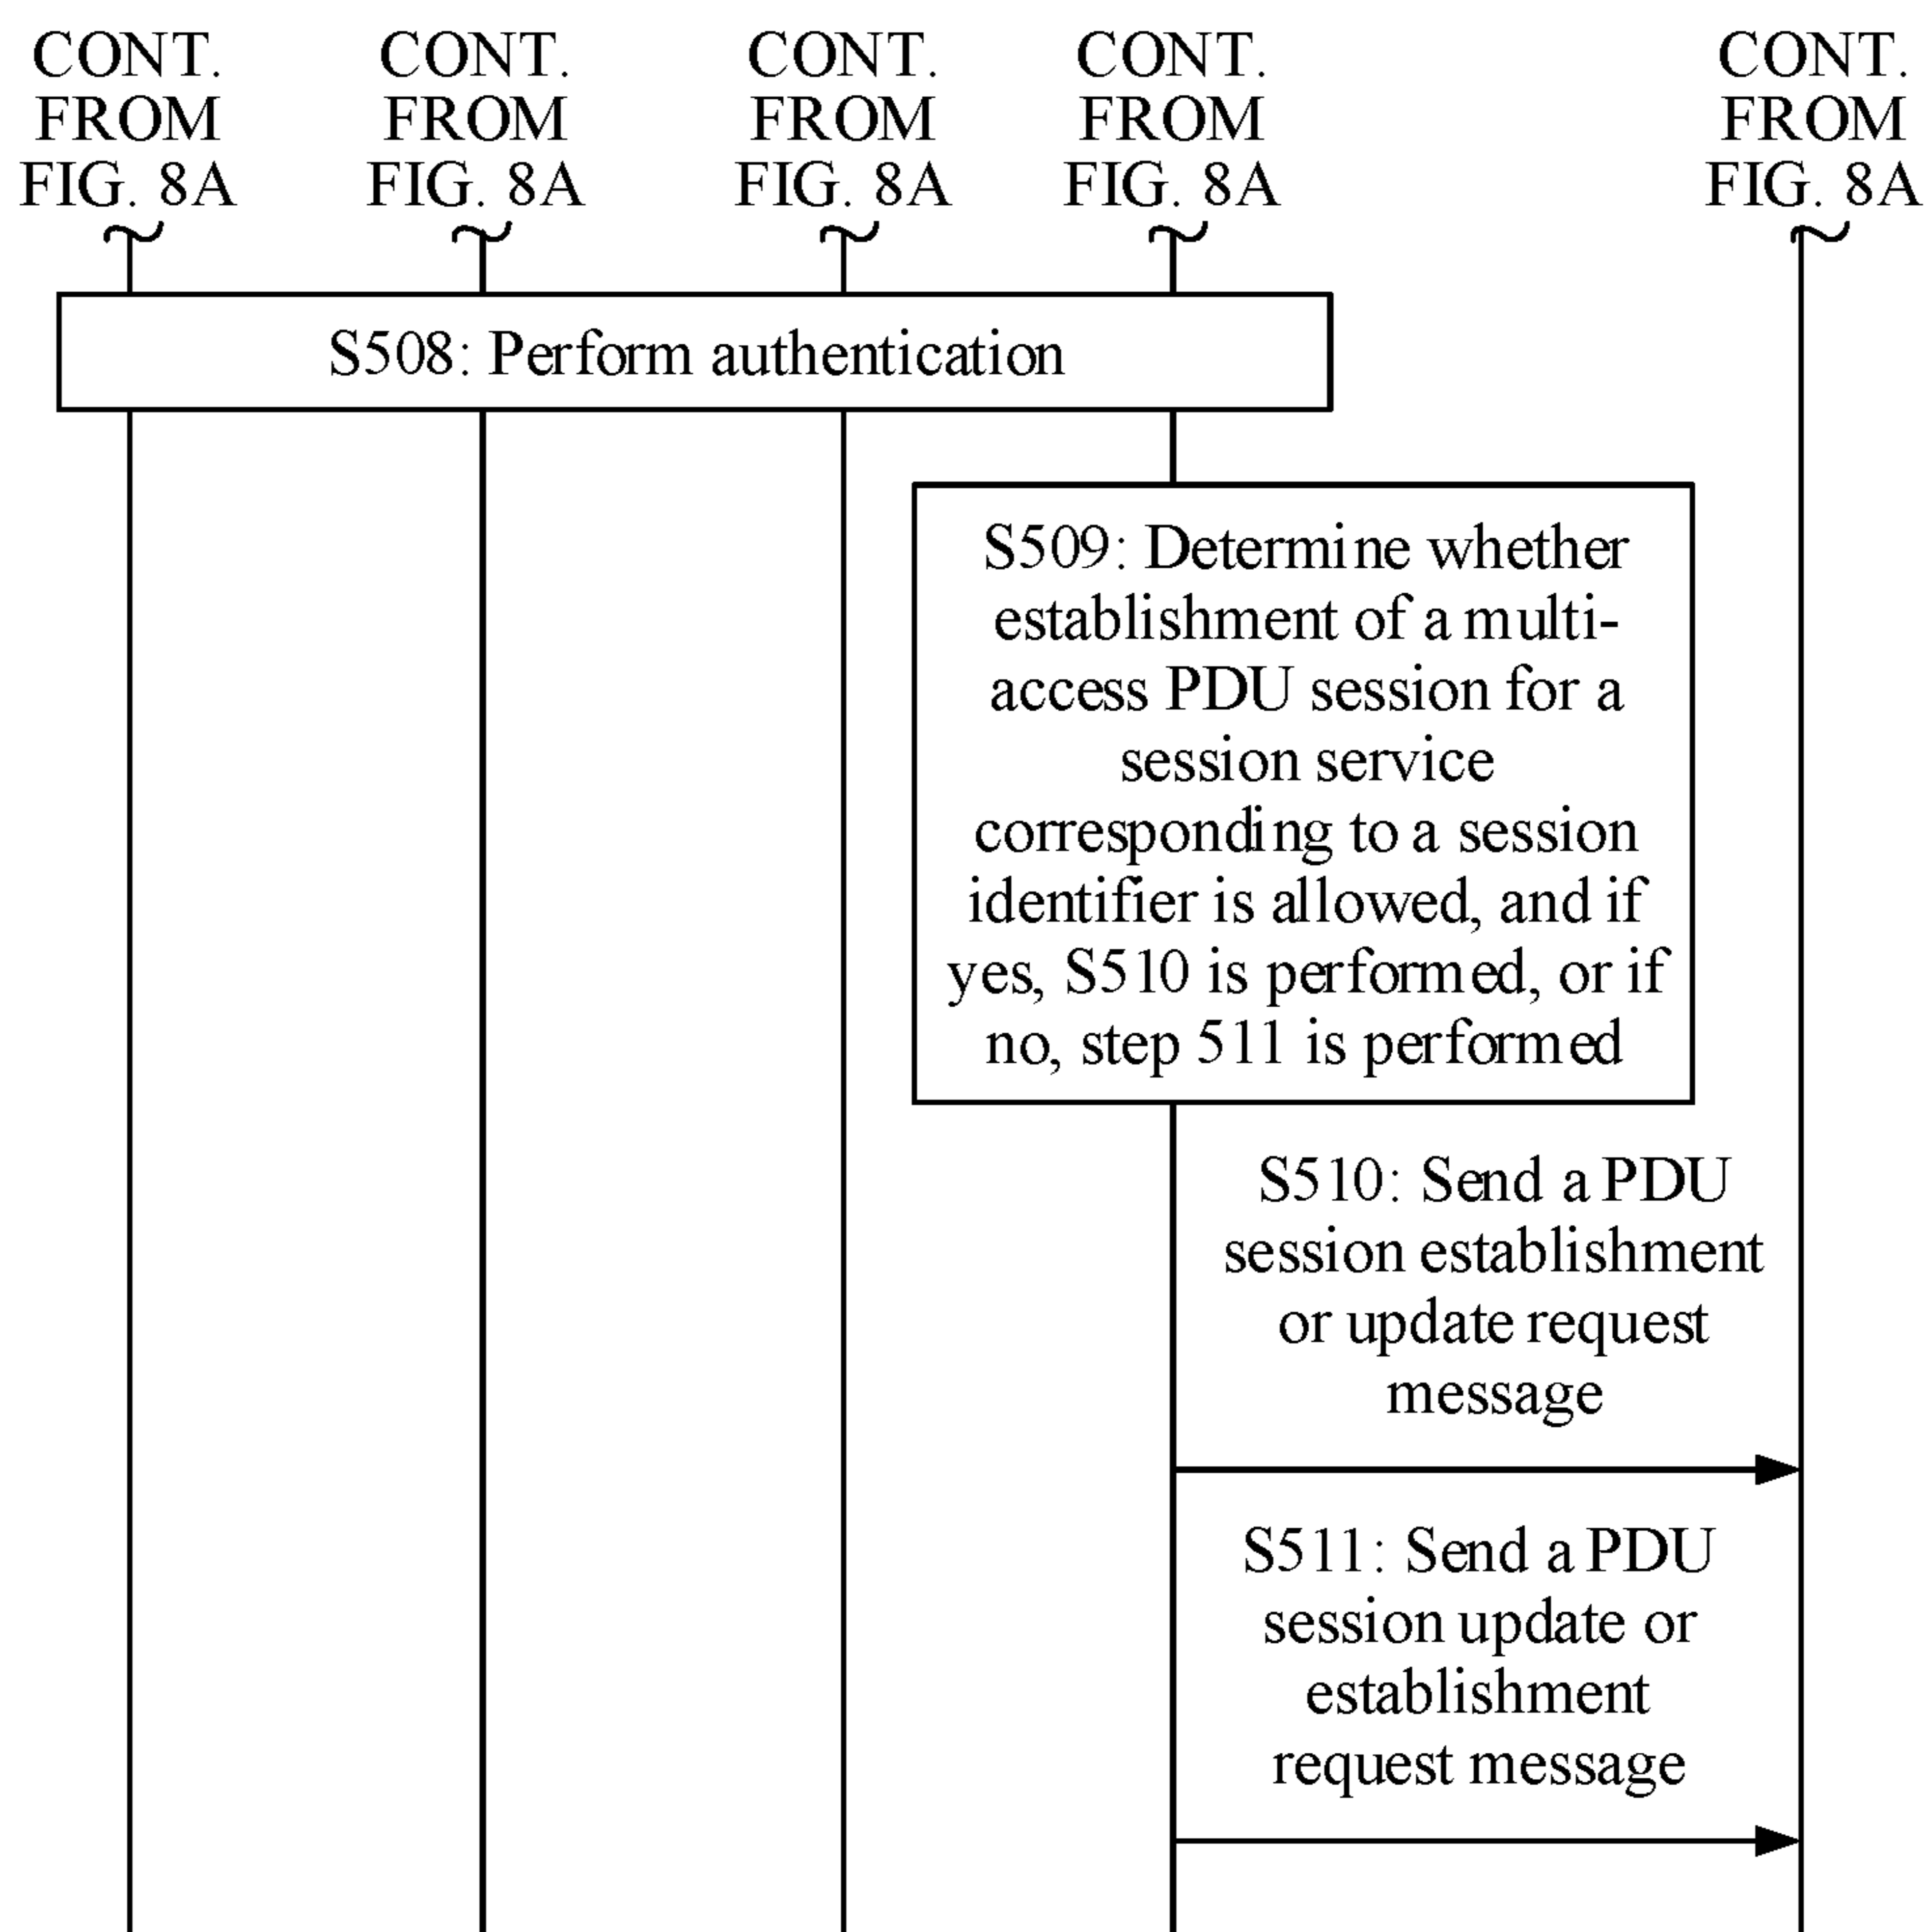 CONT.
FROM
FIG. 8A
CONT.
FROM
FIG. 8A
CONT.
FROM
FIG. 8A
CONT.
FROM
FIG. 8A
CONT.
FROM
FIG. 8A
S508: Perform authentication
S509: Determine whether
establishment of a multi-
access PDU session for a
session service
corresponding to a session
identifier is allowed, and if
yes, S510 is performed, or if
no, step 511 is performed
S510: Send a PDU
session establishment
or update request
message
S511: Send a PDU
session update or
establishment
request message